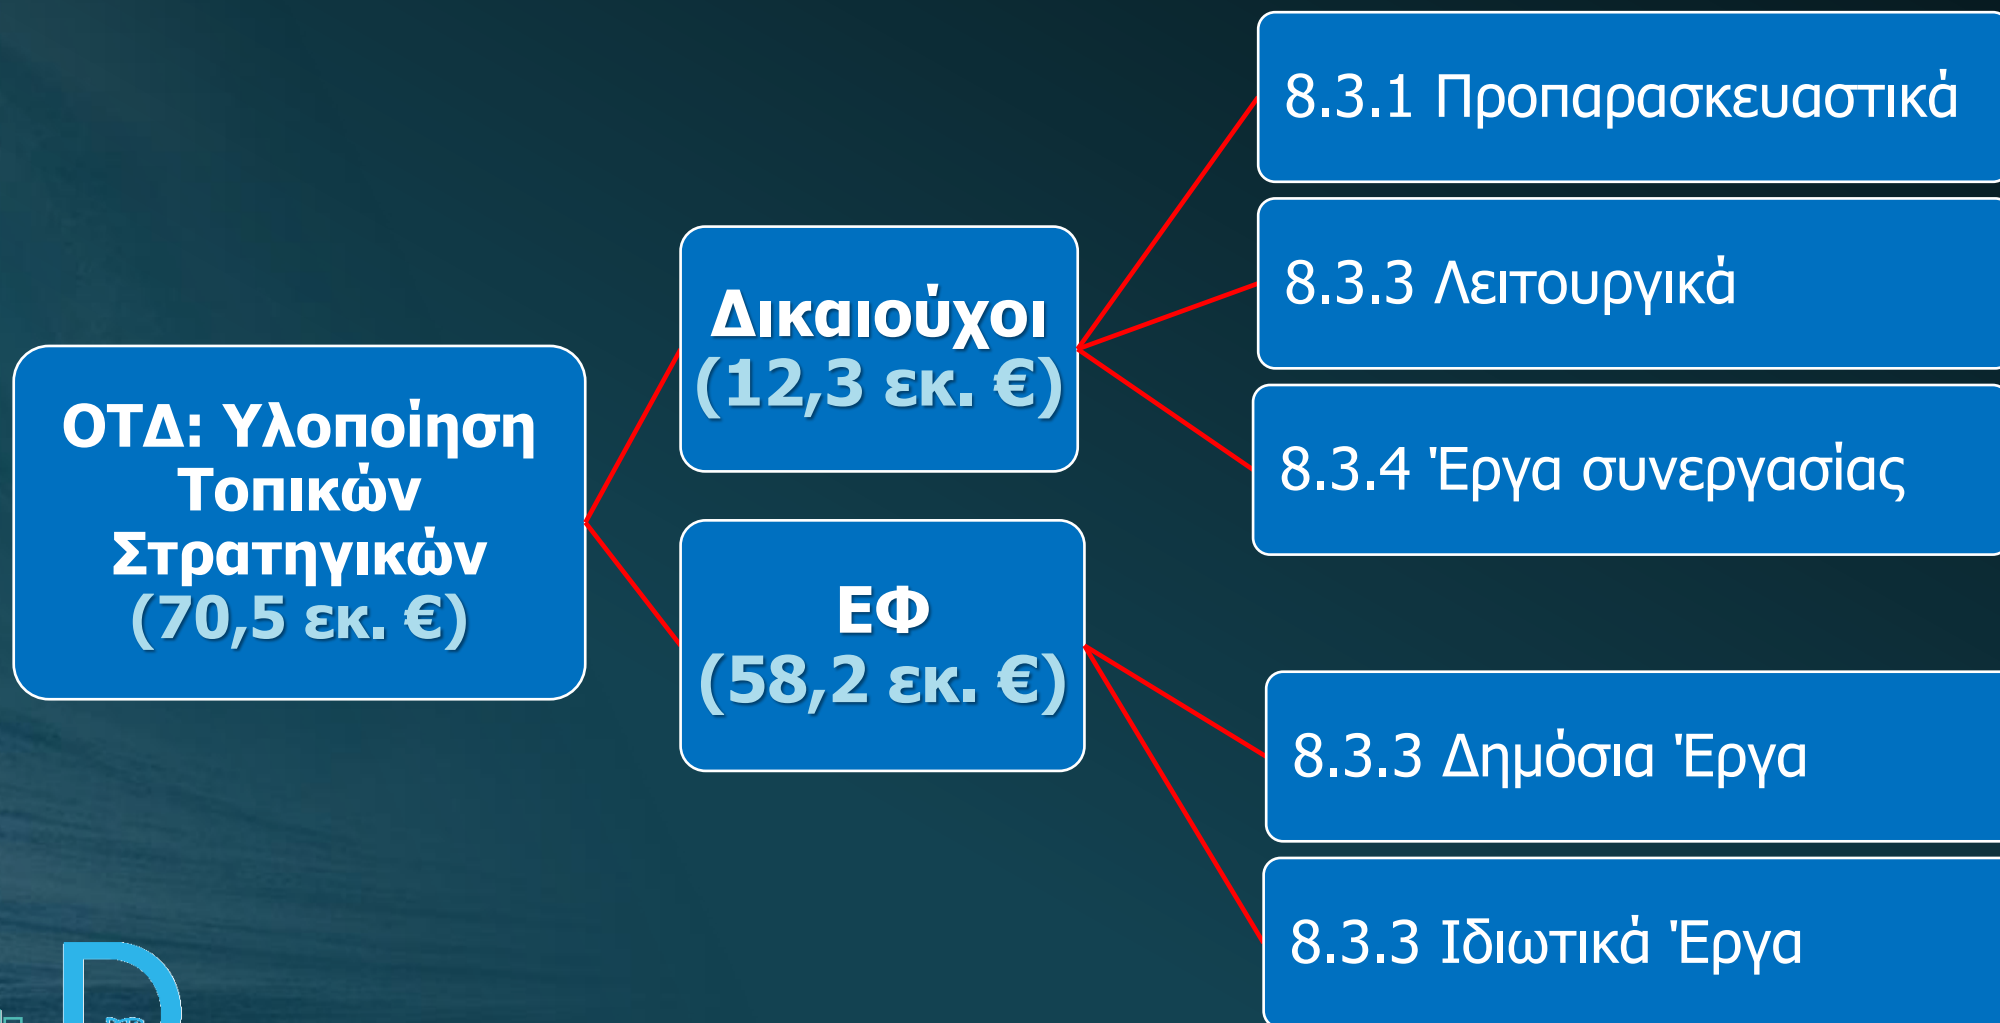 ΟΤΔ: Υλοποίηση
Τοπικών
Στρατηγικών
(70,5 εκ. €)
Δικαιούχοι
(12,3 εκ. €)
ΕΦ
(58,2 εκ. €)
8.3.1 Προπαρασκευαστικά
8.3.3 Λειτουργικά
8.3.4 Έργα συνεργασίας
8.3.3 Δημόσια Έργα
8.3.3 Ιδιωτικά Έργα